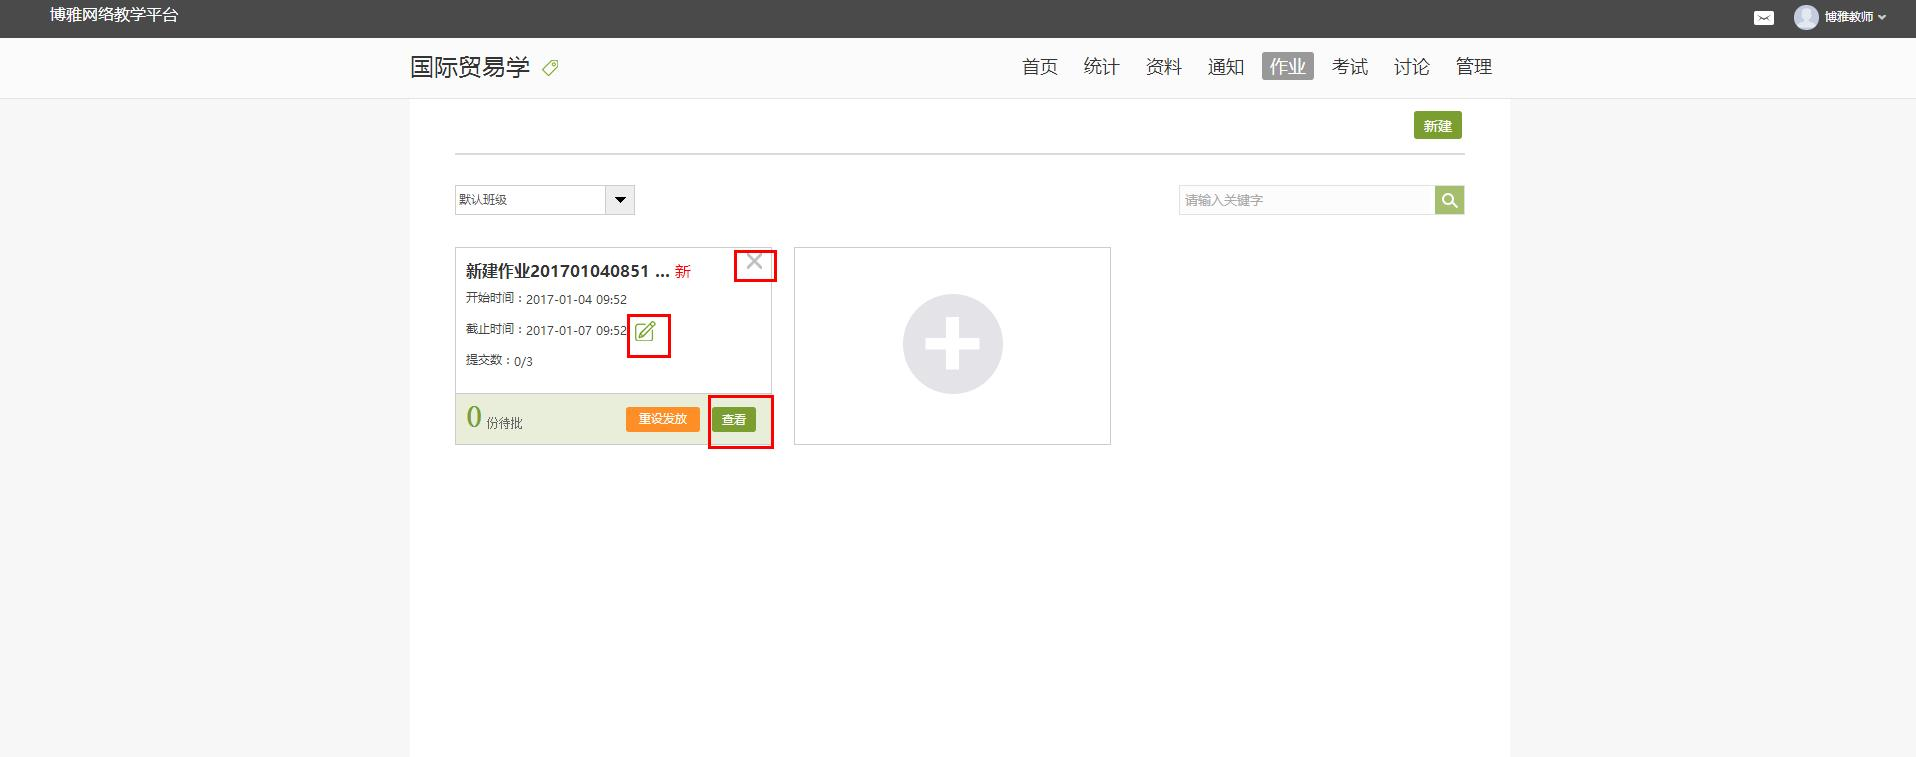 博雅网络教学平台
博雅教师
国际贸易学
首页 统计 资料 通知 作业 考试 讨论 管理
新建
默认班级
请输入关键字
新建作业201701040851 ... 新
开始时间：2017-01-04 09:52
截止时间：2017-01-07 09:52
提交数：0/3
0 份待批
重设发放
查看